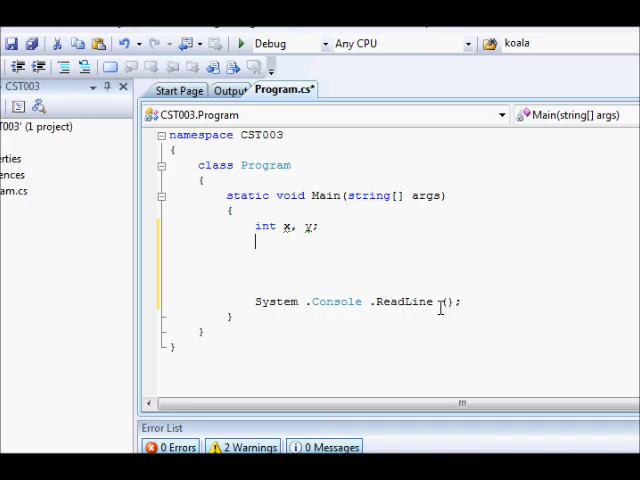 Debug Any CPU koala
CST003
Start Page Output Program.cs*
CST003.Program Main(string[] args)
T003' (1 project)
erties
ences
am.cs
namespace CST003
{
class Program
{
static void Main(string[] args)
{
int x, y;
System .Console .ReadLine ();
}
}
}
Error List
0 Errors 2 Warnings 0 Messages